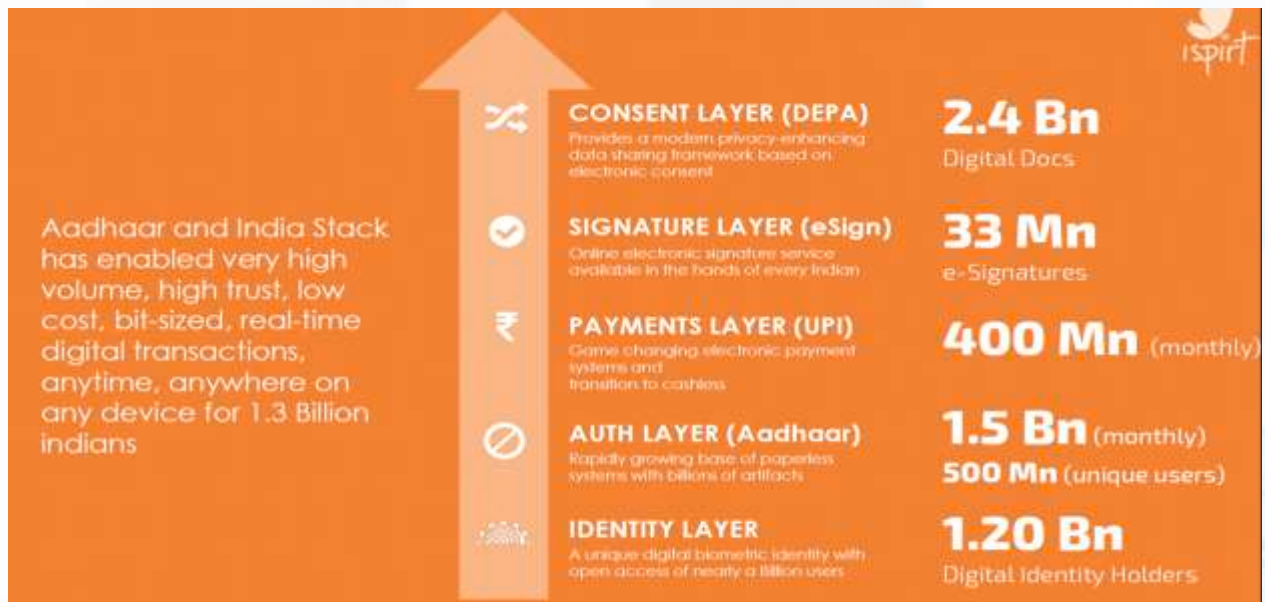 ispirt
CONSENT LAYER (DEPA)
Provides a modern privacy-enhancing
data sharing framework based on
electronic consent
2.4 Bn
Digital Docs
Aadhaar and India Stack
has enabled very high
volume, high trust, low
cost, bit-sized, real-time
digital transactions,
anytime, anywhere on
any device for 1.3 Billion
indians
SIGNATURE LAYER (eSign)
Online electronic signature service
available in the hands of every Indian
33 Mn
e-Signatures
₹
PAYMENTS LAYER (UPI)
Game changing electronic payment
systems and
transition to cashless
400 Mn (monthly)
AUTH LAYER (Aadhaar)
Rapidly growing base of paperless
systems with billions of artifacts
1.5 Bn (monthly)
500 Mn (unique users)
IDENTITY LAYER
A unique digital biometric identity with
open access of nearly a Billion users
1.20 Bn
Digital Identity Holders